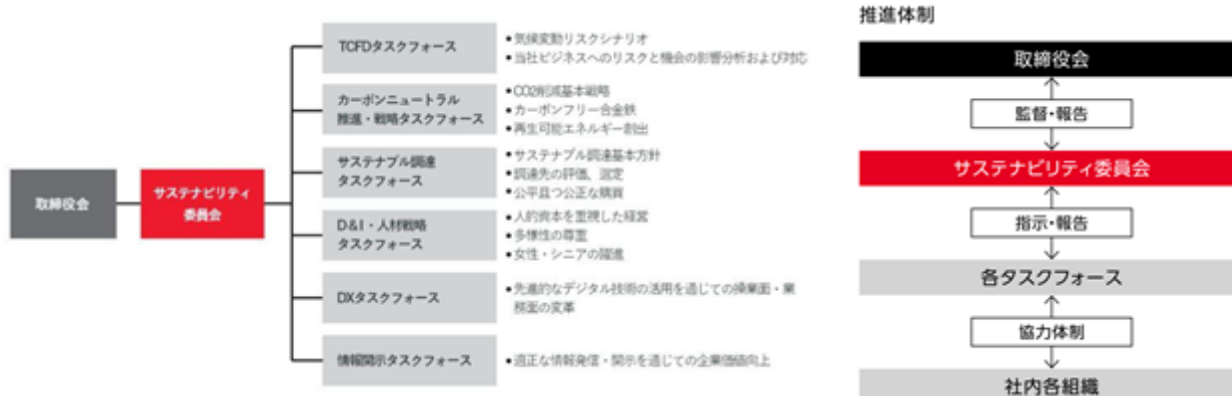 取締役会
サステナビリティ
委員会
TCFDタスクフォース
●気候変動リスクシナリオ
●当社ビジネスへのリスクと機会の影響分析および対応
カーボンニュートラル
推進・戦略タスクフォース
●CO2削減基本戦略
●カーボンフリー合金鉄
●再生可能エネルギー創出
サステナブル調達
タスクフォース
●サステナブル調達基本方針
●調達先の評価、選定
●公平且つ公正な購買
D&I・人材戦略
タスクフォース
●人的資本を重視した経営
●多様性の尊重
●女性・シニアの躍進
DXタスクフォース
●先進的なデジタル技術の活用を通じての操業面・業
務面の変革
情報開示タスクフォース
●適正な情報発信・開示を通じての企業価値向上
推進体制
取締役会
監督・報告
サステナビリティ委員会
指示・報告
各タスクフォース
協力体制
社内各組織